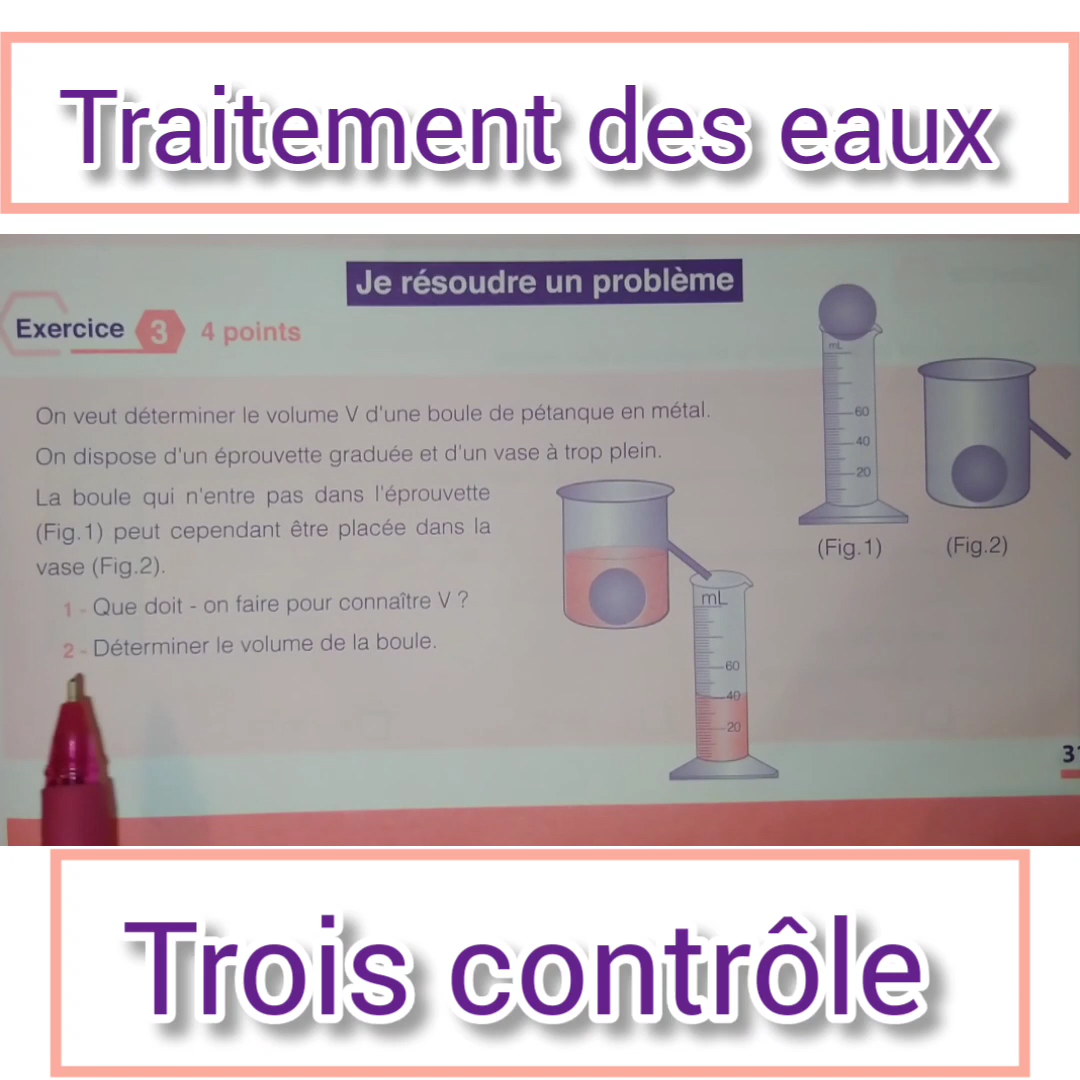 Traitement des eaux
Je résoudre un problème
Exercice 3 4 points
On veut déterminer le volume V d'une boule de pétanque en métal.
On dispose d'un éprouvette graduée et d'un vase à trop plein.
La boule qui n'entre pas dans l'éprouvette
(Fig.1) peut cependant être placée dans la
vase (Fig.2).
1 - Que doit - on faire pour connaître V ?
2 - Déterminer le volume de la boule.
mL
60
40
20
(Fig.1)
(Fig.2)
mL
60
40
20
Trois contrôle